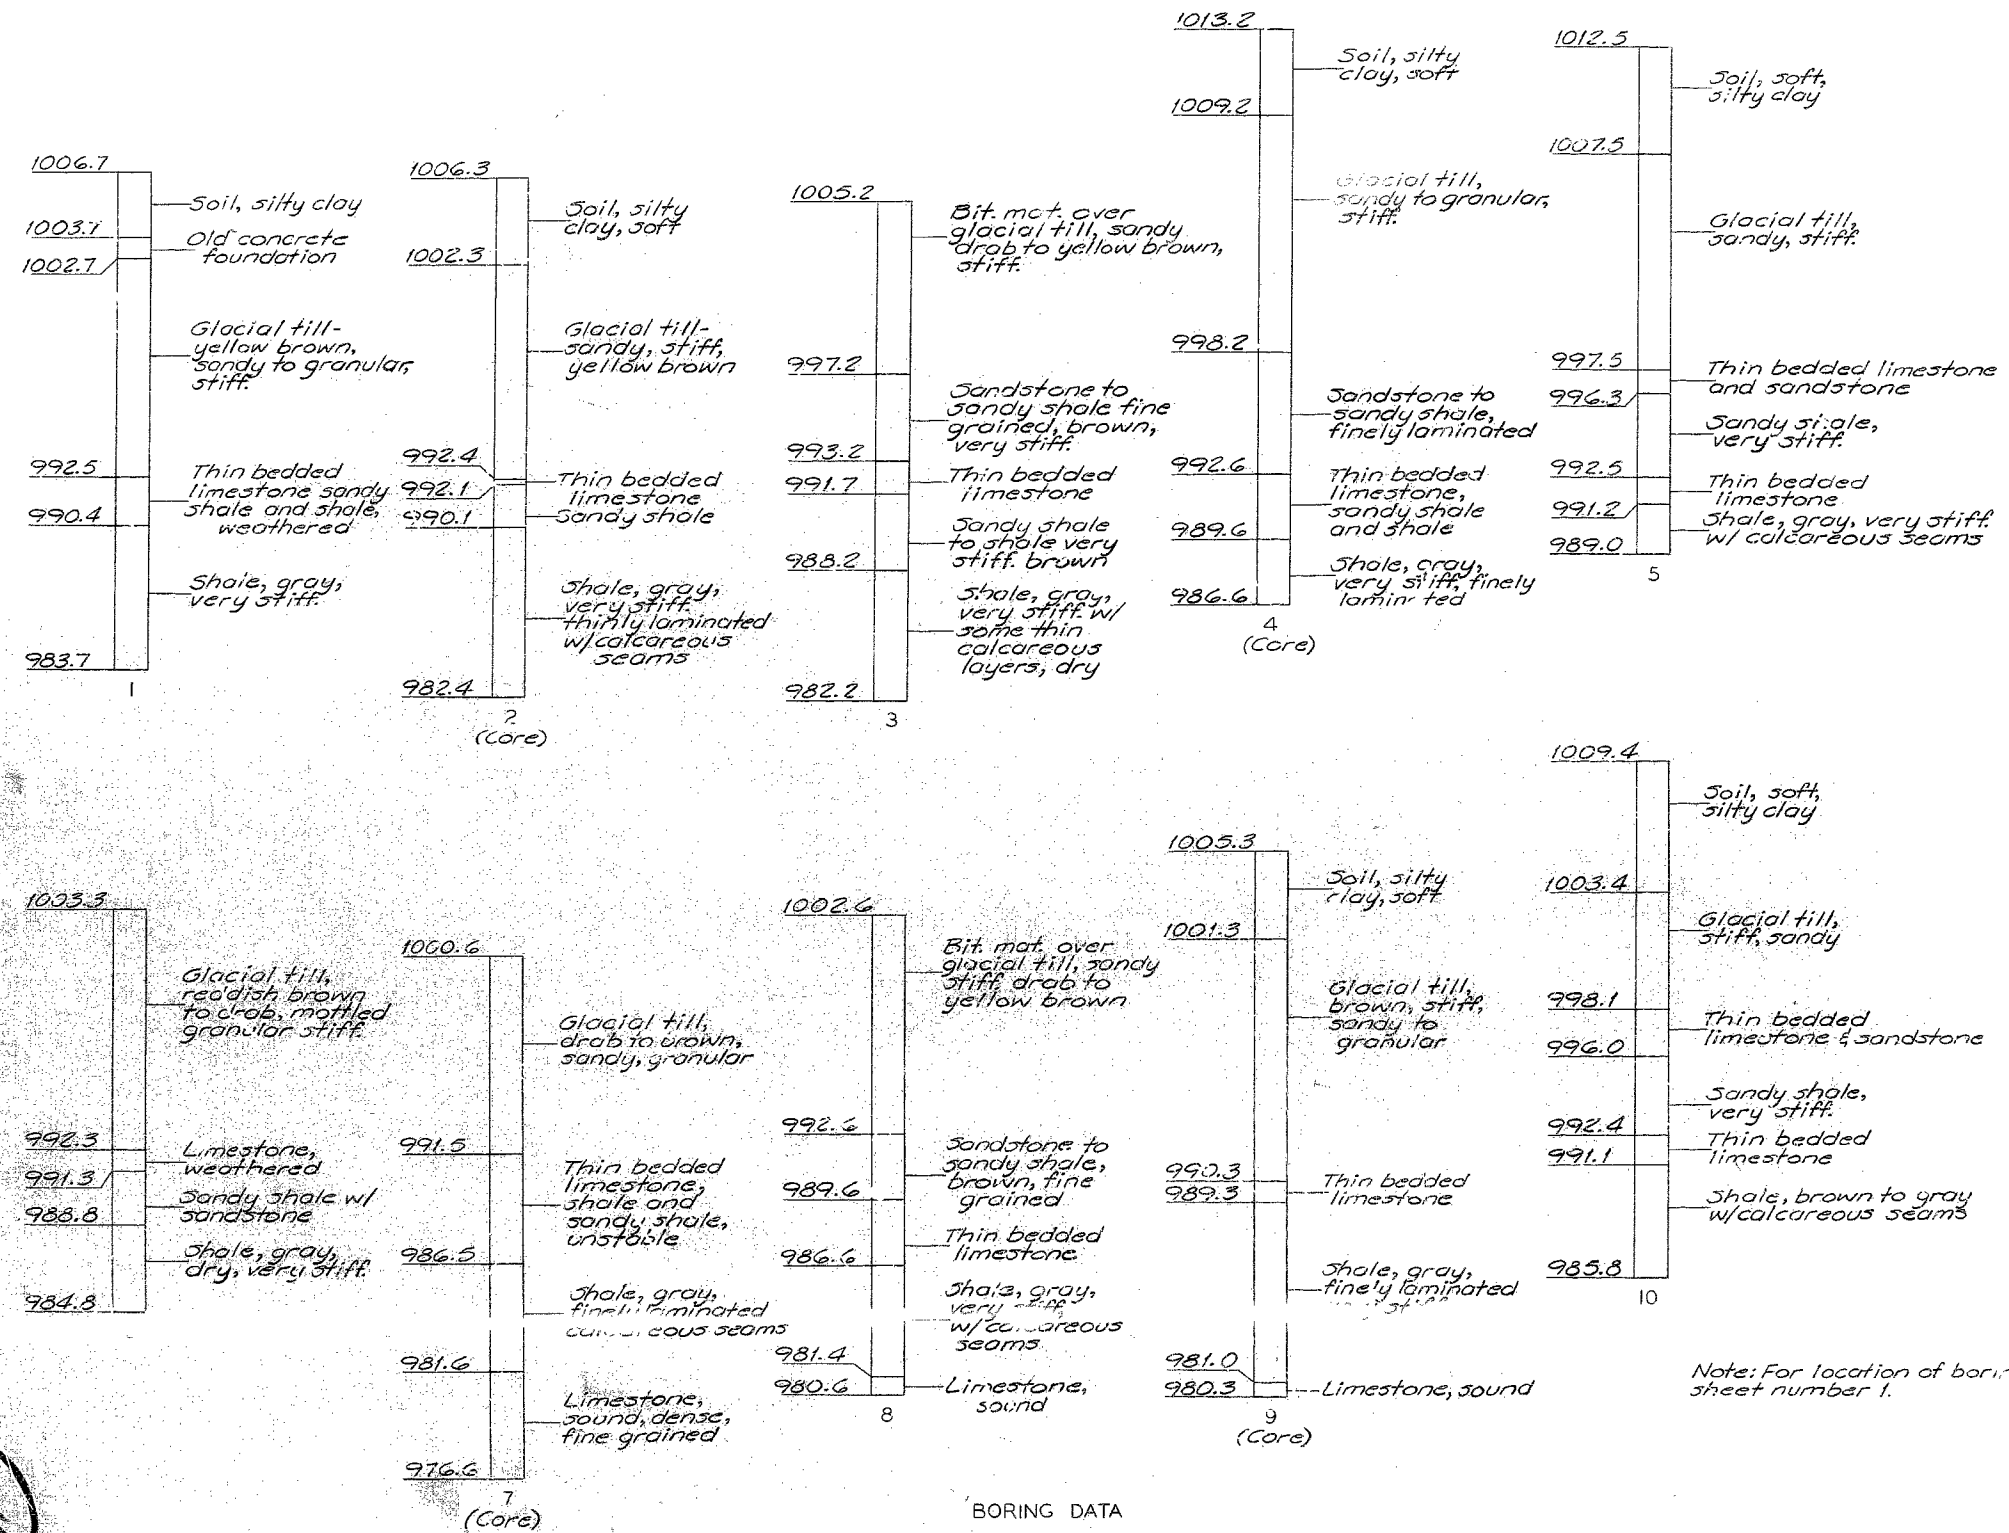 1006.7
Soil, silty clay
1003.7
Old concrete
foundation
1002.7
Glacial till-
yellow brown,
sandy to granular,
stiff.
992.5
Thin bedded
limestone sandy
shale and shale,
weathered
990.4
Shale, gray,
very stiff.
983.7
1
1006.3
Soil, silty
clay, soft
1002.3
Glacial till-
sandy, stiff,
yellow brown
992.4
Thin bedded
limestone
992.1
Sandy shale
990.1
Shale, gray,
very stiff.
thinly laminated
w/calcareous
seams
982.4
2
(Core)
1005.2
Bit. mat. over
glacial till, sandy
drab to yellow brown,
stiff.
997.2
Sandstone to
sandy shale fine
grained, brown,
very stiff.
993.2
Thin bedded
limestone
991.7
Sandy shale
to shale very
stiff. brown
988.2
Shale, gray,
very stiff. w/
some thin
calcareous
layers, dry
982.2
3
1013.2
Soil, silty
clay, soft
1009.2
Glacial till,
sandy to granular,
stiff.
998.2
Sandstone to
sandy shale,
finely laminated
992.6
Thin bedded
limestone,
sandy shale
and shale
989.6
Shale, gray,
very stiff, finely
laminated
986.6
4
(Core)
1012.5
Soil, soft,
silty clay
1007.5
Glacial till,
sandy, stiff.
997.5
Thin bedded limestone
and sandstone
996.3
Sandy shale,
very stiff.
992.5
Thin bedded
limestone
991.2
Shale, gray, very stiff.
w/ calcareous seams
989.0
5
1003.3
Glacial till,
reddish brown
to drab, mottled
granular stiff.
992.3
Limestone,
weathered
991.3
Sandy shale w/
sandstone
988.8
Shale, gray,
dry, very stiff.
984.8
1000.6
Glacial till,
drab to brown,
sandy, granular
991.5
Thin bedded
limestone,
shale and
sandy shale,
unstable
986.5
Shale, gray,
finely laminated
calcareous seams
981.6
Limestone,
sound, dense,
fine grained
976.6
7
(Core)
1002.6
Bit. mat. over
glacial till, sandy
stiff. drab to
yellow brown
992.6
Sandstone to
sandy shale,
brown, fine
grained
989.6
Thin bedded
limestone
986.6
Shale, gray,
very stiff
w/ calcareous
seams
981.4
980.6
Limestone,
sound
8
1005.3
Soil, silty
clay, soft
1001.3
Glacial till,
brown, stiff,
sandy to
granular
990.3
Thin bedded
limestone
989.3
Shale, gray,
finely laminated
981.0
980.3
Limestone, sound
9
(Core)
1009.4
Soil, soft,
silty clay
1003.4
Glacial till,
stiff, sandy
998.1
Thin bedded
limestone & sandstone
996.0
Sandy shale,
very stiff.
992.4
Thin bedded
limestone
991.1
Shale, brown to gray
w/calcareous seams
985.8
10
Note: For location of
sheet number 1.
BORING DATA